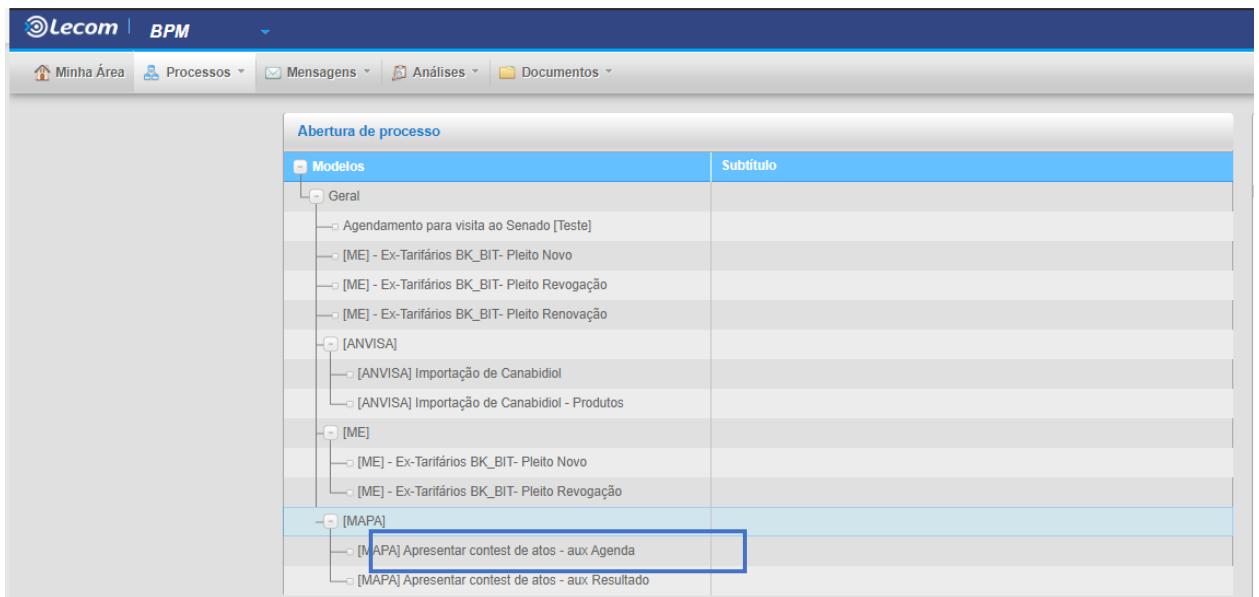 Lecom BPM
Minha Área Processos Mensagens Análises Documentos
Abertura de processo
Modelos Subtítulo
Geral
Agendamento para visita ao Senado [Teste]
[ME] - Ex-Tarifários BK_BIT- Pleito Novo
[ME] - Ex-Tarifários BK_BIT- Pleito Revogação
[ME] - Ex-Tarifários BK_BIT- Pleito Renovação
[ANVISA]
[ANVISA] Importação de Canabidiol
[ANVISA] Importação de Canabidiol - Produtos
[ME]
[ME] - Ex-Tarifários BK_BIT- Pleito Novo
[ME] - Ex-Tarifários BK_BIT- Pleito Revogação
[MAPA]
[MAPA] Apresentar contest de atos - aux Agenda
[MAPA] Apresentar contest de atos - aux Resultado